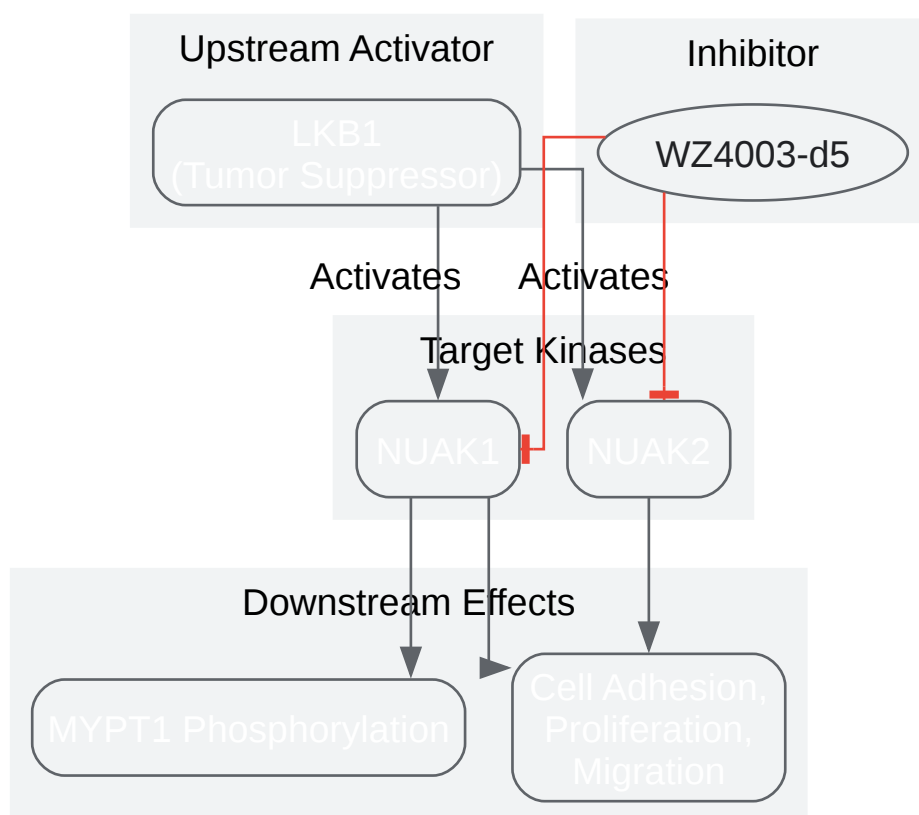 Upstream Activator
Inhibitor
LKB1
(Tumor Suppressor)
WZ4003-d5
Activates
Activates
Target Kinases
NUAK1
NUAK2
Downstream Effects
MYPT1 Phosphorylation
Cell Adhesion,
Proliferation,
Migration